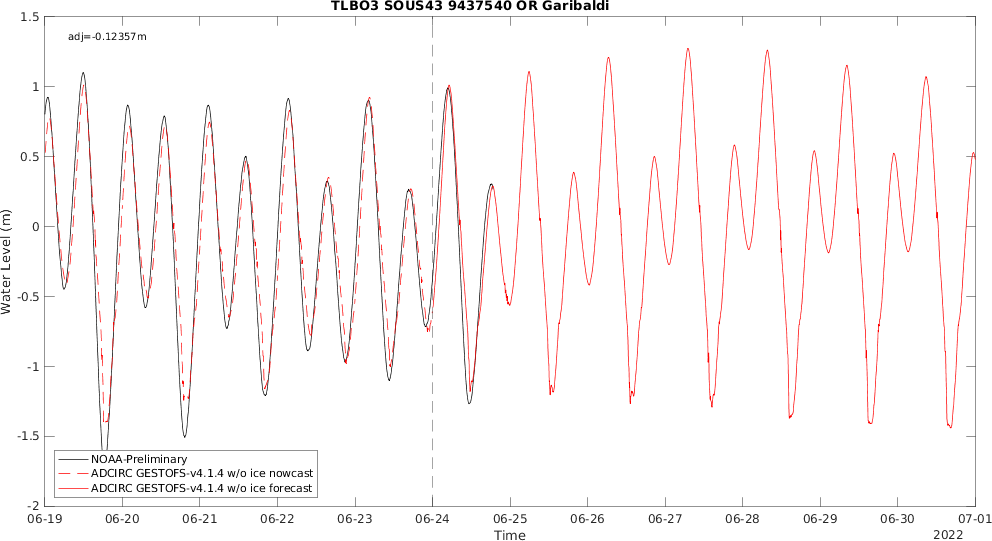 TLBO3 SOUS43 9437540 OR Garibaldi
adj=-0.12357m
1.5
1
0.5
0
-0.5
-1
-1.5
-2
Water Level (m)
NOAA-Preliminary
ADCIRC GESTOFS-v4.1.4 w/o ice nowcast
ADCIRC GESTOFS-v4.1.4 w/o ice forecast
06-19 06-20 06-21 06-22 06-23 06-24 06-25 06-26 06-27 06-28 06-29 06-30 07-01
Time
2022